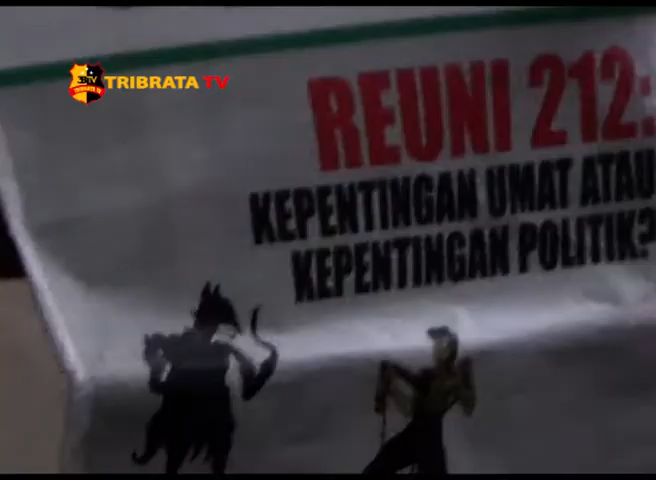 TRIBRATA TV
REUNI 212:
KEPENTINGAN UMAT ATAU
KEPENTINGAN POLITIK?